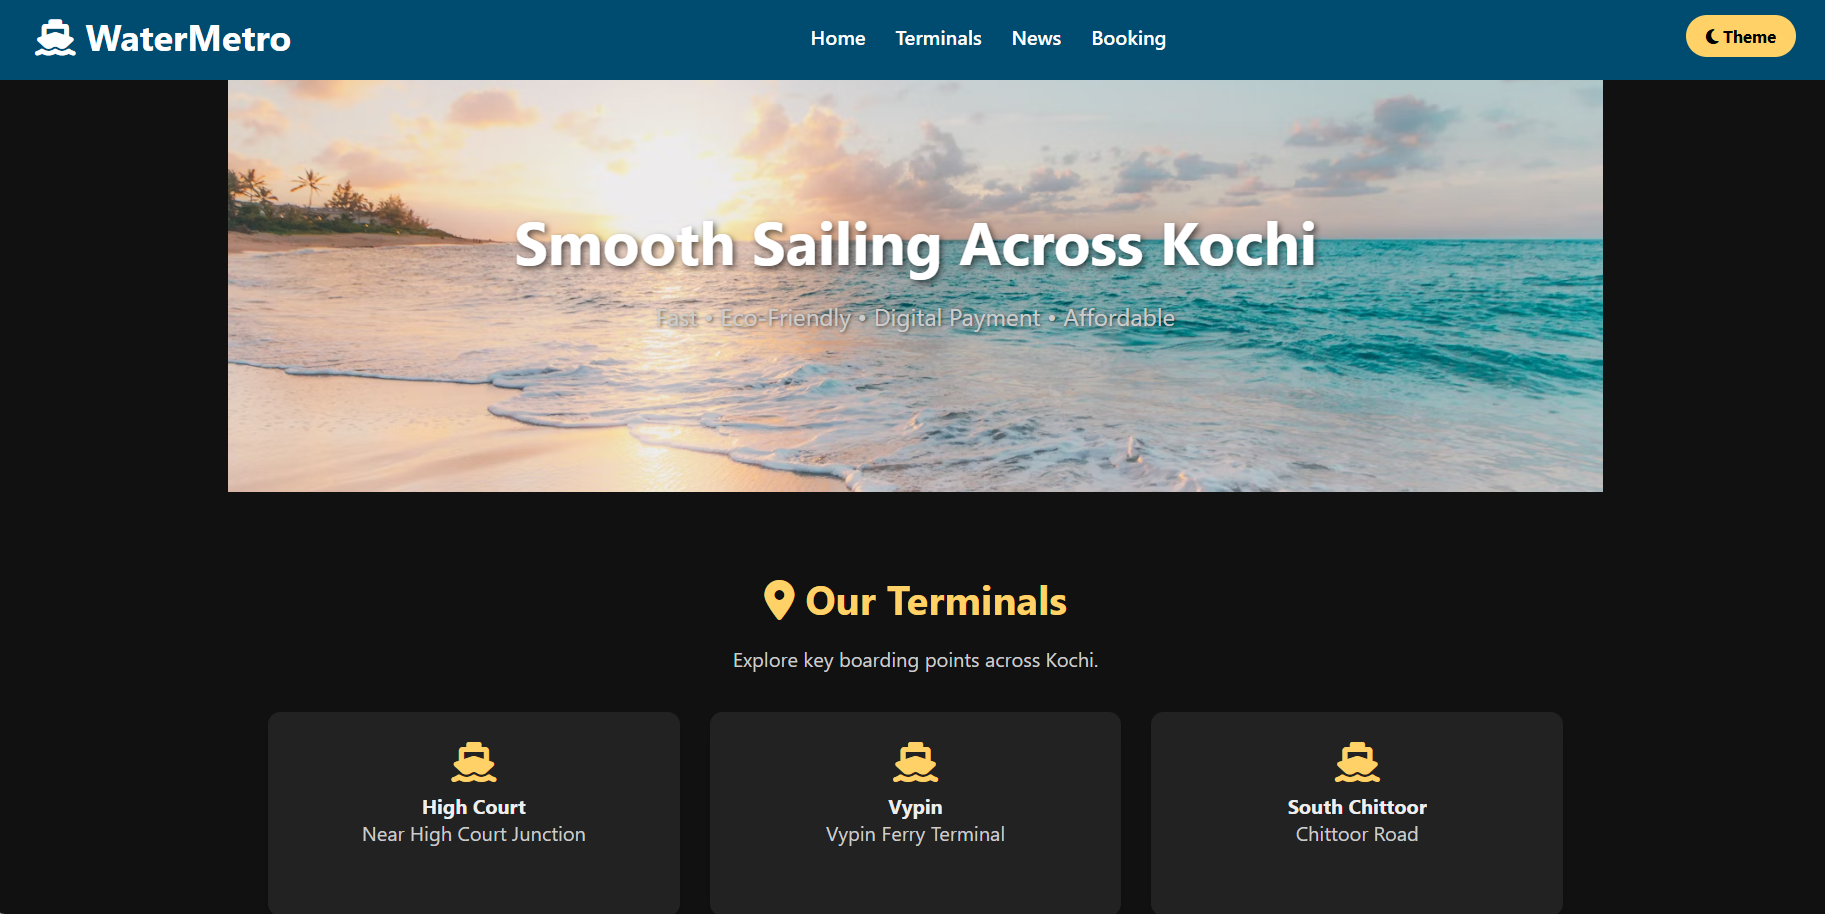 WaterMetro
Home Terminals News Booking
Theme
Smooth Sailing Across Kochi
Fast • Eco-Friendly • Digital Payment • Affordable
Our Terminals
Explore key boarding points across Kochi.
High Court
Near High Court Junction
Vypin
Vypin Ferry Terminal
South Chittoor
Chittoor Road